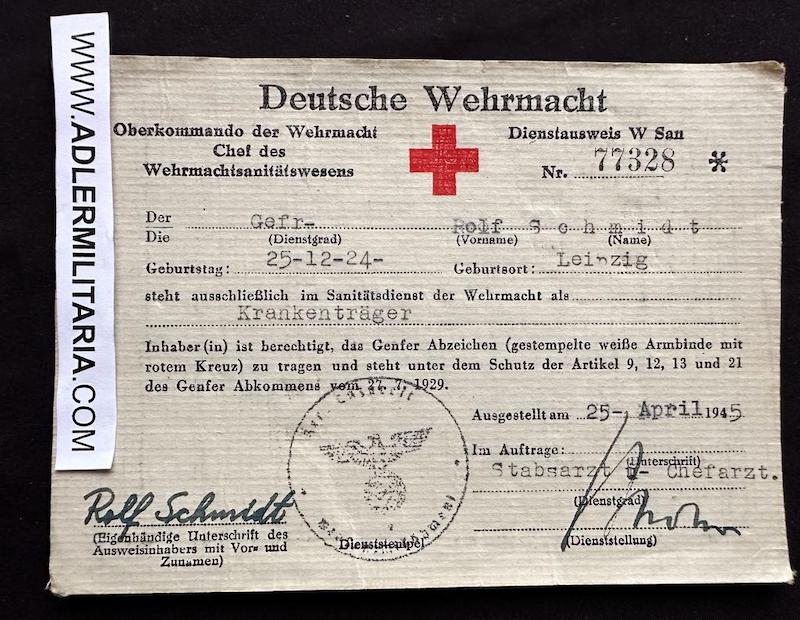 WWW.ADLERMILITARIA.COM
Deutsche Wehrmacht
Oberkommando der Wehrmacht
Chef des
Wehrmachtsanitätswesens
Dienstausweis W San
Nr. 77328 *
Der
Die
Gefr- Rolf Schmidt
(Dienstgrad) (Vorname) (Name)
Geburtstag: 25-12-24- Geburtsort: Leipzig
steht ausschließlich im Sanitätsdienst der Wehrmacht als
Krankenträger
Inhaber(in) ist berechtigt, das Genfer Abzeichen (gestempelte weiße Armbinde mit
rotem Kreuz) zu tragen und steht unter dem Schutz der Artikel 9, 12, 13 und 21
des Genfer Abkommens vom 27. 7. 1929.
Ausgestellt am 25- April 1945
Im Auftrage:
(Unterschrift)
Stabsarzt u- Chefarzt.
(Dienstgrad)
(Dienststellung)
Dienststempel
Rolf Schmidt
(Eigenhändige Unterschrift des
Ausweisinhabers mit Vor- und
Zunamen)